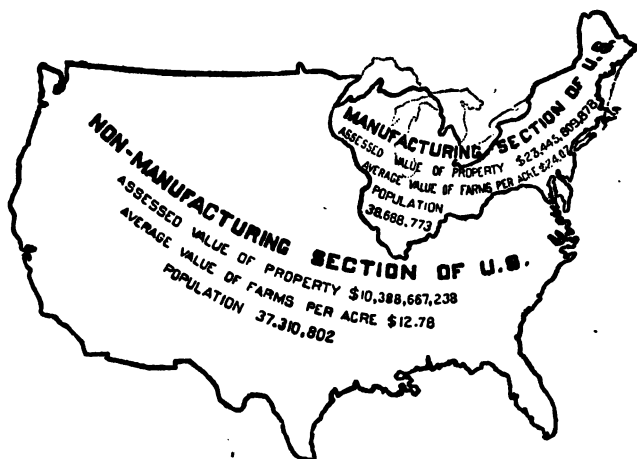 MANUFACTURING SECTION OF U.S.
ASSESSED VALUE OF PROPERTY $23,445,809,878
AVERAGE VALUE OF FARMS PER ACRE $24.07
POPULATION
38,688,773
NON-MANUFACTURING SECTION OF U.S.
ASSESSED VALUE OF PROPERTY $10,388,667,238
AVERAGE VALUE OF FARMS PER ACRE $12.78
POPULATION 37,310,802